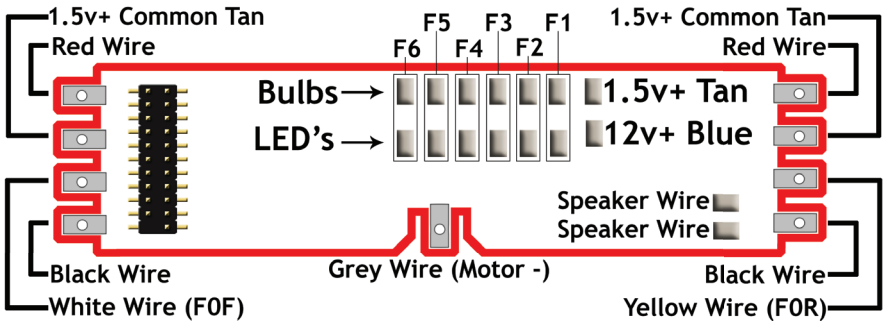 1.5v+ Common Tan
Red Wire
F6 F5 F4 F3 F2 F1
1.5v+ Common Tan
Red Wire
Bulbs
1.5v+ Tan
LED's
12v+ Blue
Speaker Wire
Speaker Wire
Black Wire
White Wire (F0F)
Grey Wire (Motor -)
Black Wire
Yellow Wire (F0R)